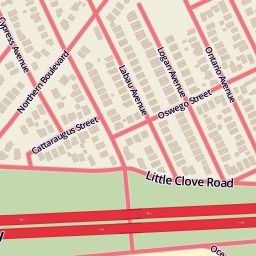 Cypress Avenue
Northern Boulevard
Labau Avenue
Logan Avenue
Ontario Avenue
Oswego Street
Cattaraugus Street
Little Clove Road